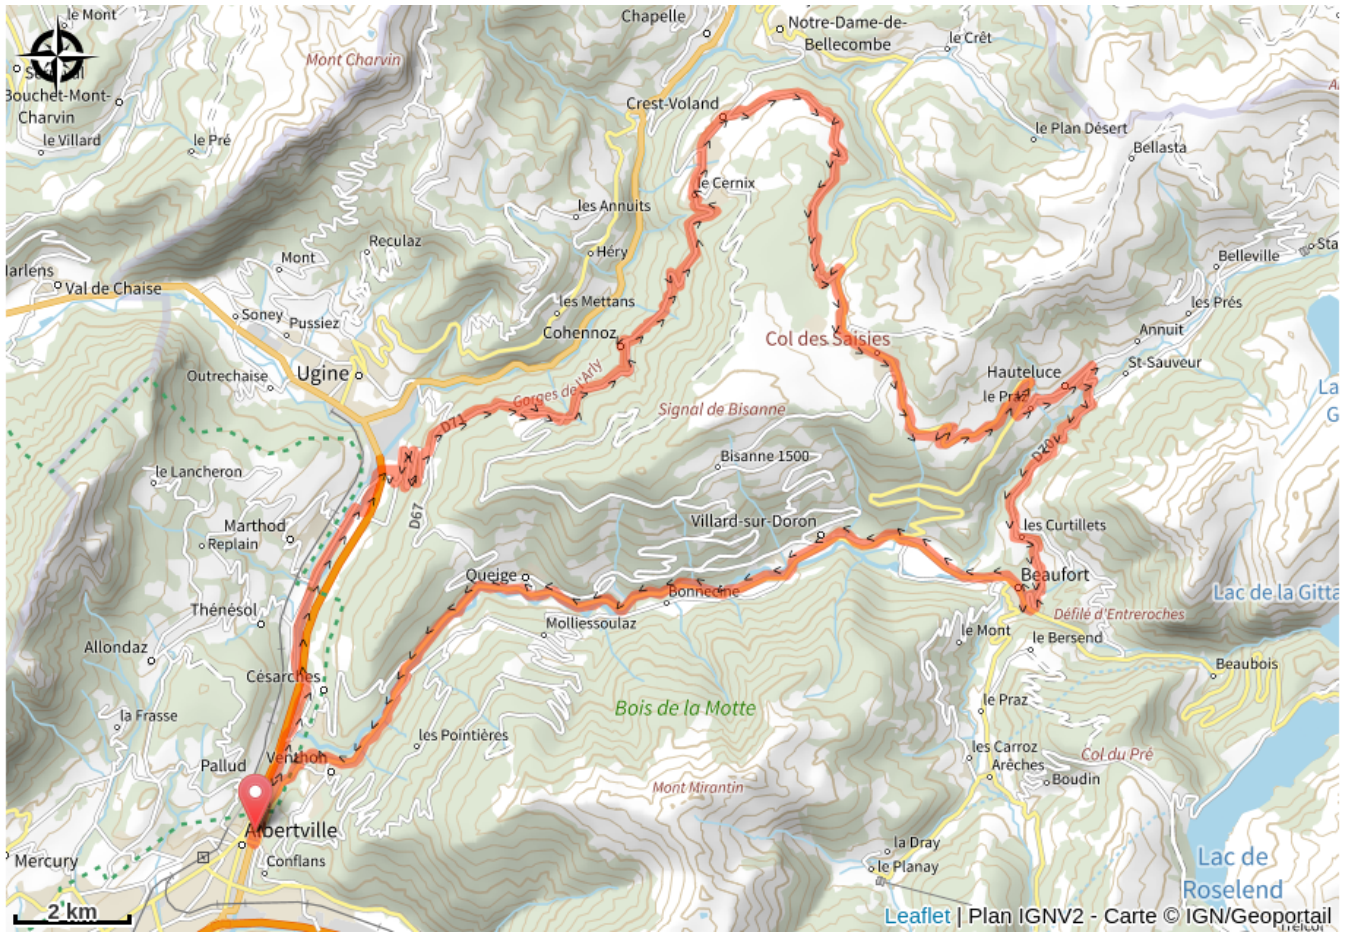 le Mont
Chapelle
Notre-Dame-de-
Bellecombe
le Crêt
Mont Charvin
Bouchet-Mont-
Charvin
le Villard
le Pré
Crest-Voland
le Plan Désert
Bellasta
le Cernix
les Annuits
Reculaz
Héry
Mont
Belleville
Sta
Marlens
Val de Chaise
les Mettans
les Prés
Soney
Pussiez
Cohennoz
Col des Saisies
Annuit
St-Sauveur
Outrechaise
Ugine
Gorges de l'Arly
Hauteluce
le Praz
La
G
D71
Signal de Bisanne
D70
le Lancheron
Bisanne 1500
D67
Marthod
Replain
Villard-sur-Doron
les Curtillets
Queige
Beaufort
Bonnecine
Lac de la Gitta
Thénésol
Molliessoulaz
Défilé d'Entreroches
le Mont
le Bersend
Allondaz
Césarches
Beaubois
la Frasse
Bois de la Motte
le Praz
les Pointières
Venthon
Pallud
les Carroz
Arêches
Col du Pré
Boudin
Mont Mirantin
Albertville
Mercury
Conflans
la Dray
le Planay
Lac de
Roselend
2 km
Leaflet | Plan IGNV2 - Carte © IGN/Geoportail